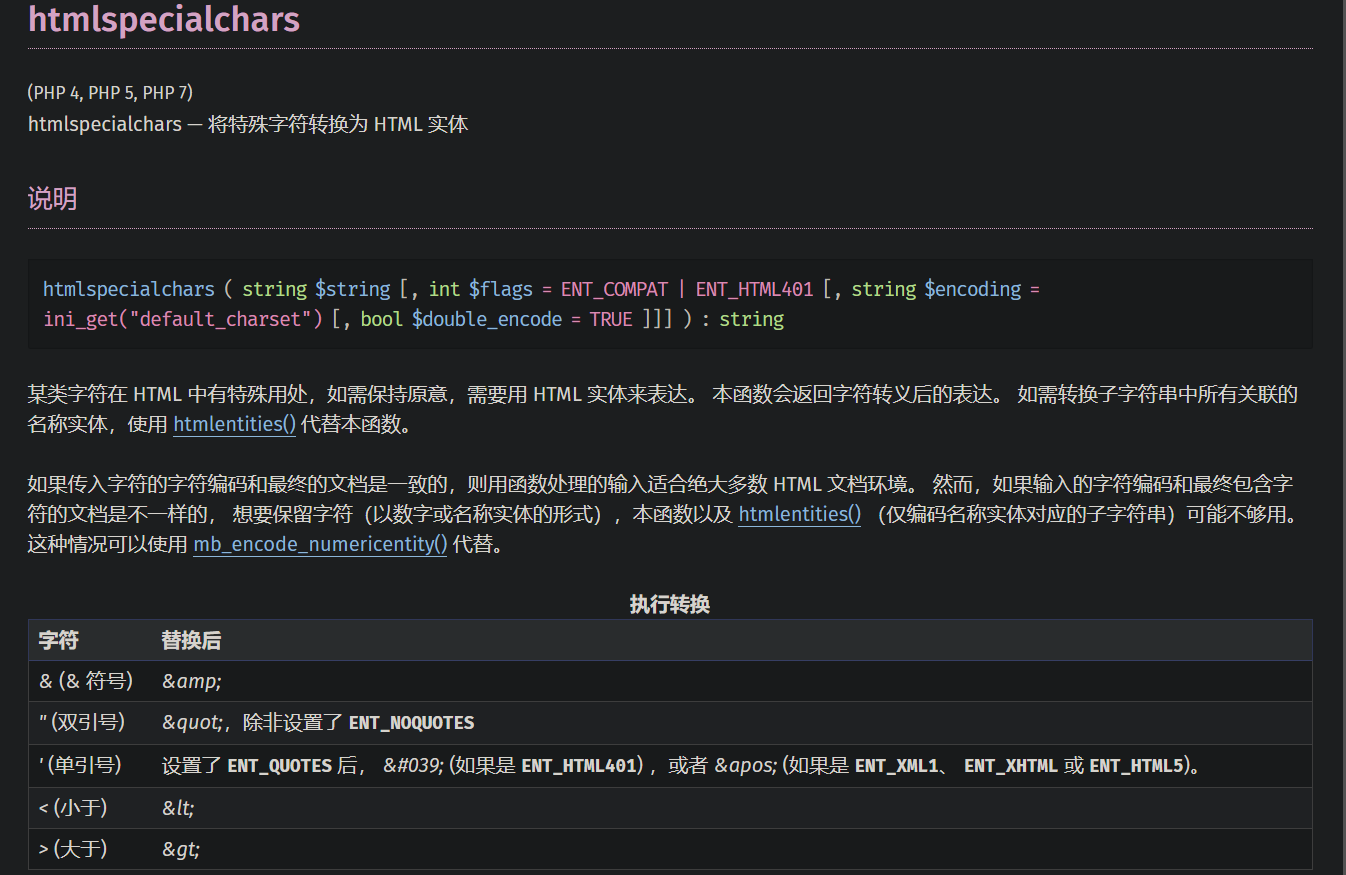 htmlspecialchars
(PHP 4, PHP 5, PHP 7)
htmlspecialchars — 将特殊字符转换为 HTML 实体
说明
htmlspecialchars ( string $string [, int $flags = ENT_COMPAT | ENT_HTML401 [, string $encoding =
ini_get("default_charset") [, bool $double_encode = TRUE ]]] ) : string
某类字符在 HTML 中有特殊用处，如需保持原意，需要用 HTML 实体来表达。 本函数会返回字符转义后的表达。 如需转换子字符串中所有关联的
名称实体，使用 htmlentities() 代替本函数。
如果传入字符的字符编码和最终的文档是一致的，则用函数处理的输入适合绝大多数 HTML 文档环境。 然而，如果输入的字符编码和最终包含字
符的文档是不一样的， 想要保留字符（以数字或名称实体的形式），本函数以及 htmlentities() （仅编码名称实体对应的子字符串）可能不够用。
这种情况可以使用 mb_encode_numericentity() 代替。
执行转换
字符 替换后
& (& 符号) &amp;
" (双引号) &quot;，除非设置了 ENT_NOQUOTES
' (单引号) 设置了 ENT_QUOTES 后， &#039; (如果是 ENT_HTML401) ，或者 &apos; (如果是 ENT_XML1、 ENT_XHTML 或 ENT_HTML5)。
< (小于) &lt;
> (大于) &gt;